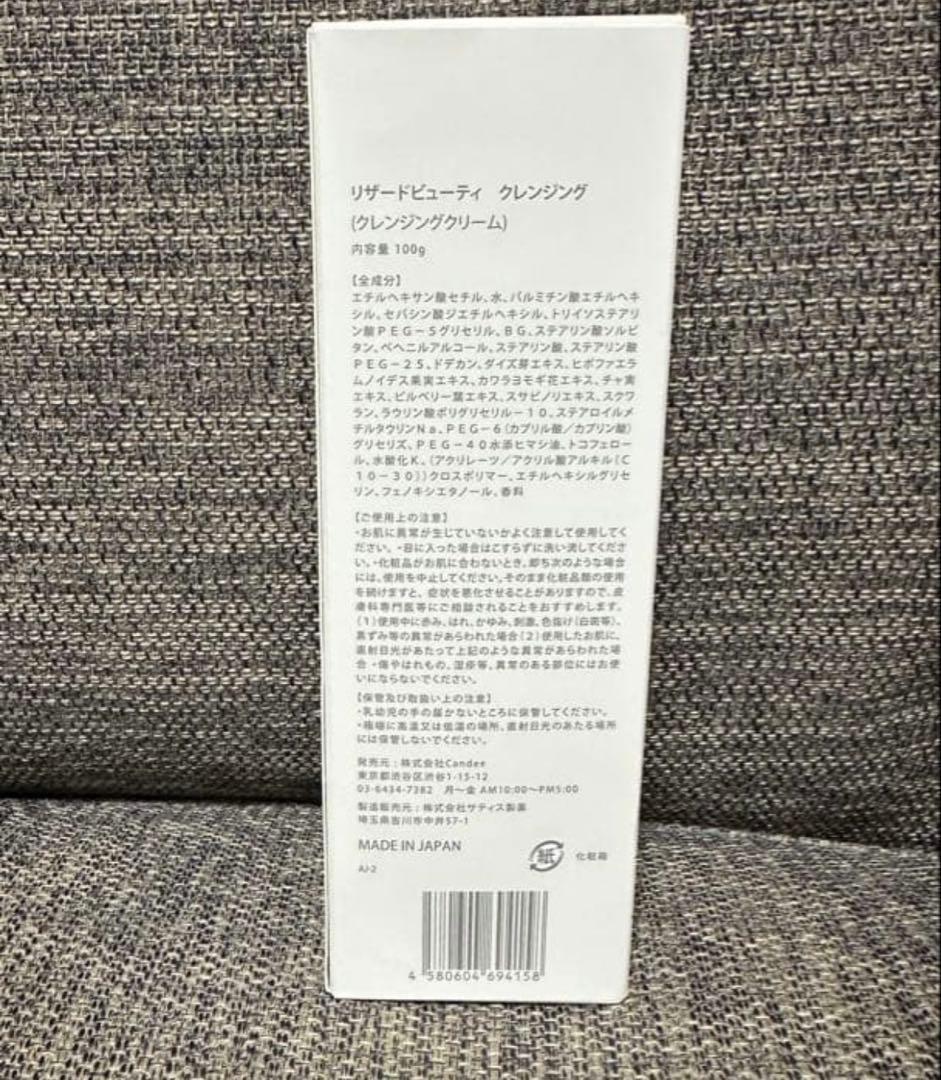 リザードビューティ　クレンジング
(クレンジングクリーム)
内容量 100g
【全成分】
エチルヘキサン酸セチル、水、パルミチン酸エチルヘキ
シル、セバシン酸ジエチルヘキシル、トリイソステアリ
ン酸PEG－5グリセリル、BG、ステアリン酸ソルビ
タン、ベヘニルアルコール、ステアリン酸、ステアリン酸
PEG－25、ドデカン、ダイズ芽エキス、ヒポファエラ
ムノイデス果実エキス、カワラヨモギ花エキス、チャ実
エキス、ビルベリー葉エキス、スサビノリエキス、スクワ
ラン、ラウリン酸ポリグリセリル－10、ステアロイルメ
チルタウリンNa、PEG－6(カプリル酸／カプリン酸)
グリセリズ、PEG－40水添ヒマシ油、トコフェロー
ル、水酸化K、(アクリレーツ／アクリル酸アルキル(C
10－30))クロスポリマー、エチルヘキシルグリセ
リン、フェノキシエタノール、香料
【ご使用上の注意】
・お肌に異常が生じていないかよく注意して使用してく
ださい。・目に入った場合はこすらずに洗い流してくださ
い。・化粧品がお肌に合わないとき、即ち次のような場合
には、使用を中止してください。そのまま化粧品類の使用
を続けますと、症状を悪化させることがありますので、皮
膚科専門医等にご相談されることをおすすめします。
(1)使用中に赤み、はれ、かゆみ、刺激、色抜け(白斑等)、
黒ずみ等の異常があらわれた場合(2)使用したお肌に、
直射日光があたって上記のような異常があらわれた場
合 ・傷やはれもの、湿疹等、異常のある部位にはお使
いにならないでください。
【保管及び取扱い上の注意】
・乳幼児の手の届かないところに保管してください。
・極端に高温又は低温の場所、直射日光のあたる場所
には保管しないでください。
発売元：株式会社Candee
東京都渋谷区渋谷1-15-12
03-6434-7382　月～金 AM10:00～PM5:00
製造販売元：株式会社サティス製薬
埼玉県吉川市中井57-1
MADE IN JAPAN
紙 化粧箱
AJ-2
4 580604 694158